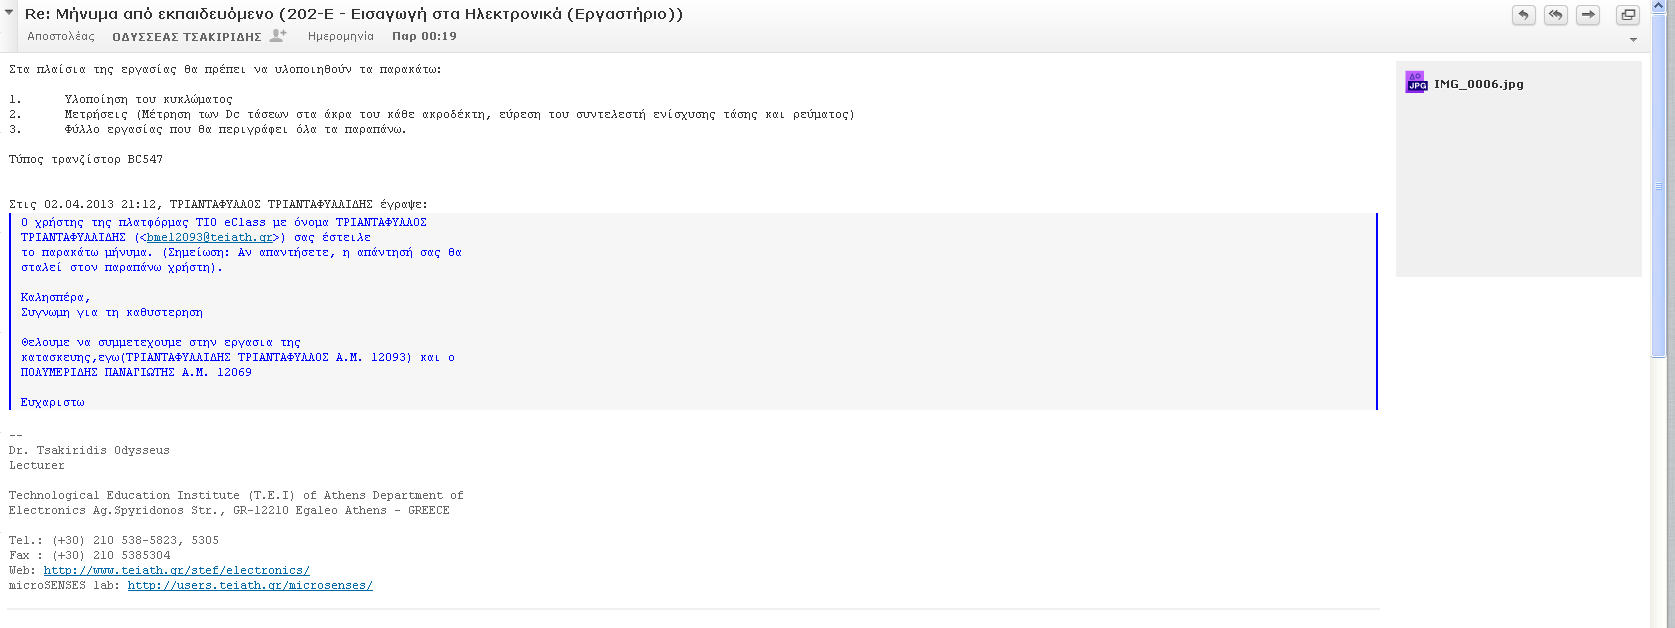 Re: Μήνυμα από εκπαιδευόμενο (202-Ε - Εισαγωγή στα Ηλεκτρονικά (Εργαστήριο))
Αποστολέας ΟΔΥΣΣΕΑΣ ΤΣΑΚΙΡΙΔΗΣ Ημερομηνία Παρ 00:19
Στα πλαίσια της εργασίας θα πρέπει να υλοποιηθούν τα παρακάτω:
1. Υλοποίηση του κυκλώματος
2. Μετρήσεις (Μέτρηση των Dc τάσεων στα άκρα του κάθε ακροδέκτη, εύρεση του συντελεστή ενίσχυσης τάσης και ρεύματος)
3. Φύλλο εργασίας που θα περιγράφει όλα τα παραπάνω.
Τύπος τρανζίστορ BC547
Στις 02.04.2013 21:12, ΤΡΙΑΝΤΑΦΥΛΛΟΣ ΤΡΙΑΝΤΑΦΥΛΛΙΔΗΣ έγραψε:
Ο χρήστης της πλατφόρμας ΤΙΟ eClass με όνομα ΤΡΙΑΝΤΑΦΥΛΛΟΣ
ΤΡΙΑΝΤΑΦΥΛΛΙΔΗΣ (<bme12093@teiath.gr>) σας έστειλε
το παρακάτω μήνυμα. (Σημείωση: Αν απαντήσετε, η απάντησή σας θα
σταλεί στον παραπάνω χρήστη).
Καλησπέρα,
Συγνωμη για τη καθυστερηση
Θελουμε να συμμετεχουμε στην εργασια της
κατασκευης,εγω(ΤΡΙΑΝΤΑΦΥΛΛΙΔΗΣ ΤΡΙΑΝΤΑΦΥΛΛΟΣ Α.Μ. 12093) και ο
ΠΟΛΥΜΕΡΙΔΗΣ ΠΑΝΑΓΙΩΤΗΣ Α.Μ. 12069
Ευχαριστω
--
Dr. Tsakiridis Odysseus
Lecturer
Technological Education Institute (T.E.I) of Athens Department of
Electronics Ag.Spyridonos Str., GR-12210 Egaleo Athens - GREECE
Tel.: (+30) 210 538-5823, 5305
Fax : (+30) 210 5385304
Web: http://www.teiath.gr/stef/electronics/
microSENSES lab: http://users.teiath.gr/microsenses/
JPG IMG_0006.jpg